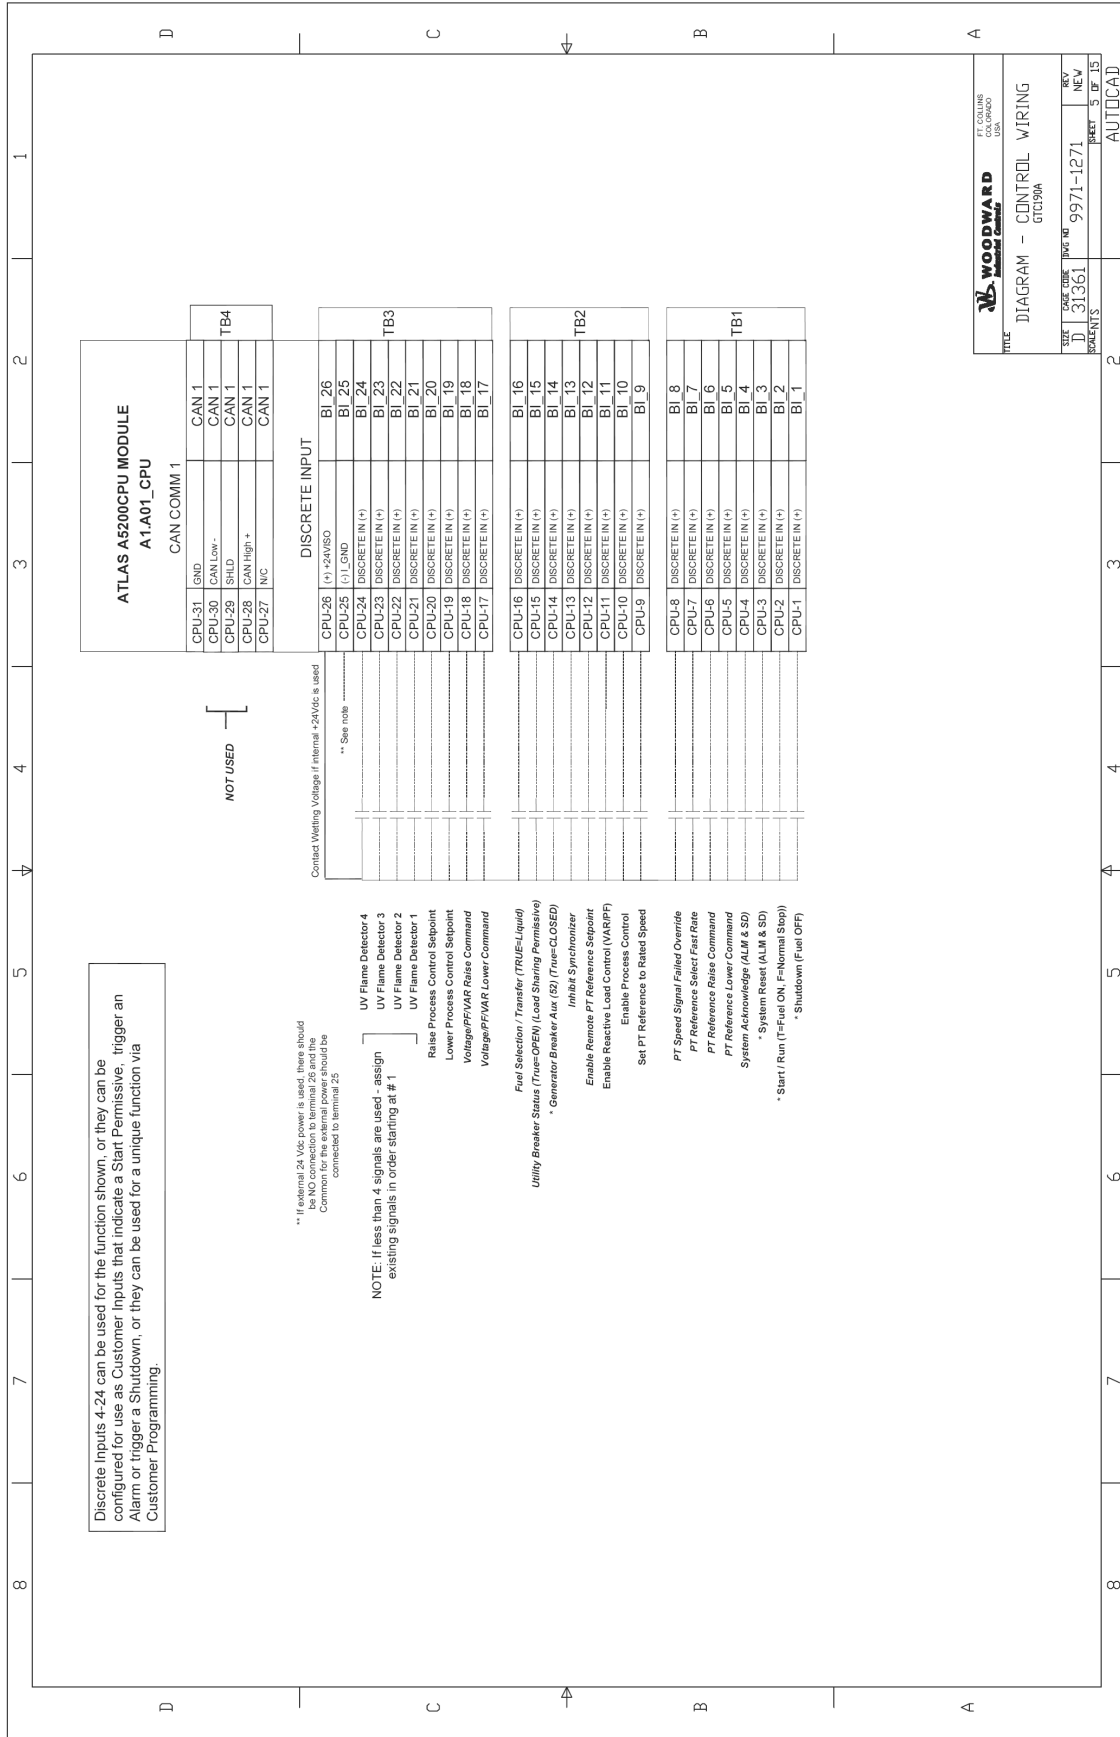 8
7
6
5
4
3
2
1
D
C
B
A
Discrete Inputs 4-24 can be used for the function shown, or they can be
configured for use as Customer Inputs that indicate a Start Permissive, trigger an
Alarm or trigger a Shutdown, or they can be used for a unique function via
Customer Programming.
ATLAS A5200CPU MODULE
A1.A01_CPU
CAN COMM 1
NOT USED
CPU-31 GND CAN 1
CPU-30 CAN Low - CAN 1
CPU-29 SHLD CAN 1
CPU-28 CAN High + CAN 1
CPU-27 N/C CAN 1
TB4
DISCRETE INPUT
** If external 24 Vdc power is used, there should
be NO connection to terminal 26 and the
Common for the external power should be
connected to terminal 25
Contact Wetting Voltage if internal +24Vdc is used
CPU-26 (+) +24VISO BI_26
** See note
CPU-25 (-) I_GND BI_25
UV Flame Detector 4 CPU-24 DISCRETE IN (+) BI_24
UV Flame Detector 3 CPU-23 DISCRETE IN (+) BI_23
UV Flame Detector 2 CPU-22 DISCRETE IN (+) BI_22
UV Flame Detector 1 CPU-21 DISCRETE IN (+) BI_21
NOTE: If less than 4 signals are used - assign
existing signals in order starting at # 1
Raise Process Control Setpoint CPU-20 DISCRETE IN (+) BI_20
Lower Process Control Setpoint CPU-19 DISCRETE IN (+) BI_19
Voltage/PF/VAR Raise Command CPU-18 DISCRETE IN (+) BI_18
Voltage/PF/VAR Lower Command CPU-17 DISCRETE IN (+) BI_17
TB3
Fuel Selection / Transfer (TRUE=Liquid) CPU-16 DISCRETE IN (+) BI_16
Utility Breaker Status (True=OPEN) (Load Sharing Permissive) CPU-15 DISCRETE IN (+) BI_15
* Generator Breaker Aux (52) (True=CLOSED) CPU-14 DISCRETE IN (+) BI_14
Inhibit Synchronizer CPU-13 DISCRETE IN (+) BI_13
Enable Remote PT Reference Setpoint CPU-12 DISCRETE IN (+) BI_12
Enable Reactive Load Control (VAR/PF) CPU-11 DISCRETE IN (+) BI_11
Enable Process Control CPU-10 DISCRETE IN (+) BI_10
Set PT Reference to Rated Speed CPU-9 DISCRETE IN (+) BI_9
TB2
PT Speed Signal Failed Override CPU-8 DISCRETE IN (+) BI_8
PT Reference Select Fast Rate CPU-7 DISCRETE IN (+) BI_7
PT Reference Raise Command CPU-6 DISCRETE IN (+) BI_6
PT Reference Lower Command CPU-5 DISCRETE IN (+) BI_5
System Acknowledge (ALM & SD) CPU-4 DISCRETE IN (+) BI_4
* System Reset (ALM & SD) CPU-3 DISCRETE IN (+) BI_3
* Start / Run (T=Fuel ON, F=Normal Stop)) CPU-2 DISCRETE IN (+) BI_2
* Shutdown (Fuel OFF) CPU-1 DISCRETE IN (+) BI_1
TB1
WOODWARD
Industrial Controls
FT. COLLINS
COLORADO
USA
TITLE
DIAGRAM - CONTROL WIRING
GTC190A
SIZE D
CAGE CODE 31361
DWG NO 9971-1271
REV NEW
SCALE NTS
SHEET 5 OF 15
AUTOCAD
D
C
B
A
8
7
6
5
4
3
2